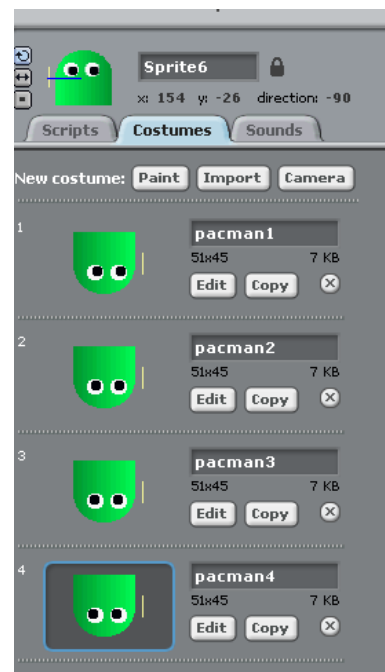 Sprite6
x: 154 y: -26 direction: -90
Scripts Costumes Sounds
New costume: Paint Import Camera
1
pacman1
51x45 7 KB
Edit Copy
2
pacman2
51x45 7 KB
Edit Copy
3
pacman3
51x45 7 KB
Edit Copy
4
pacman4
51x45 7 KB
Edit Copy